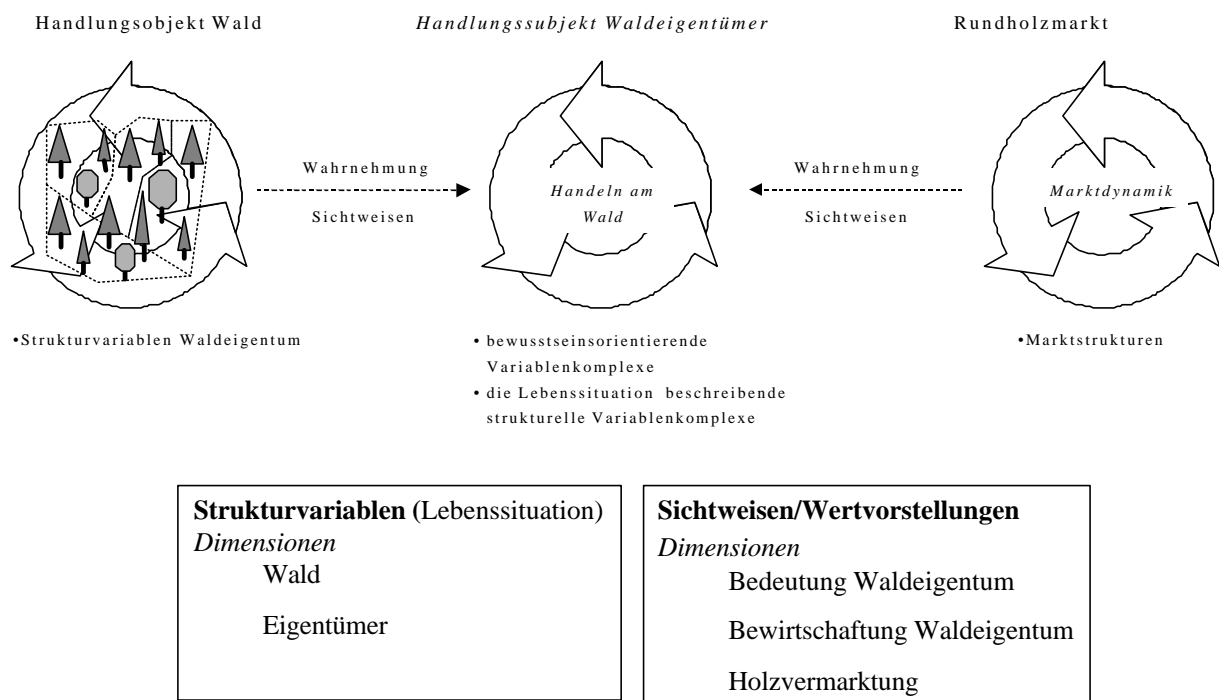 Handlungsobjekt Wald
Handlungssubjekt Waldeigentümer
Rundholzmarkt
Wahrnehmung
Sichtweisen
Handeln am
Wald
Wahrnehmung
Sichtweisen
Marktdynamik
•Strukturvariablen Waldeigentum
• bewusstseinsorientierende
Variablenkomplexe
• die Lebenssituation beschreibende
strukturelle Variablenkomplexe
•Marktstrukturen
Strukturvariablen (Lebenssituation)
Dimensionen
Wald
Eigentümer
Sichtweisen/Wertvorstellungen
Dimensionen
Bedeutung Waldeigentum
Bewirtschaftung Waldeigentum
Holzvermarktung